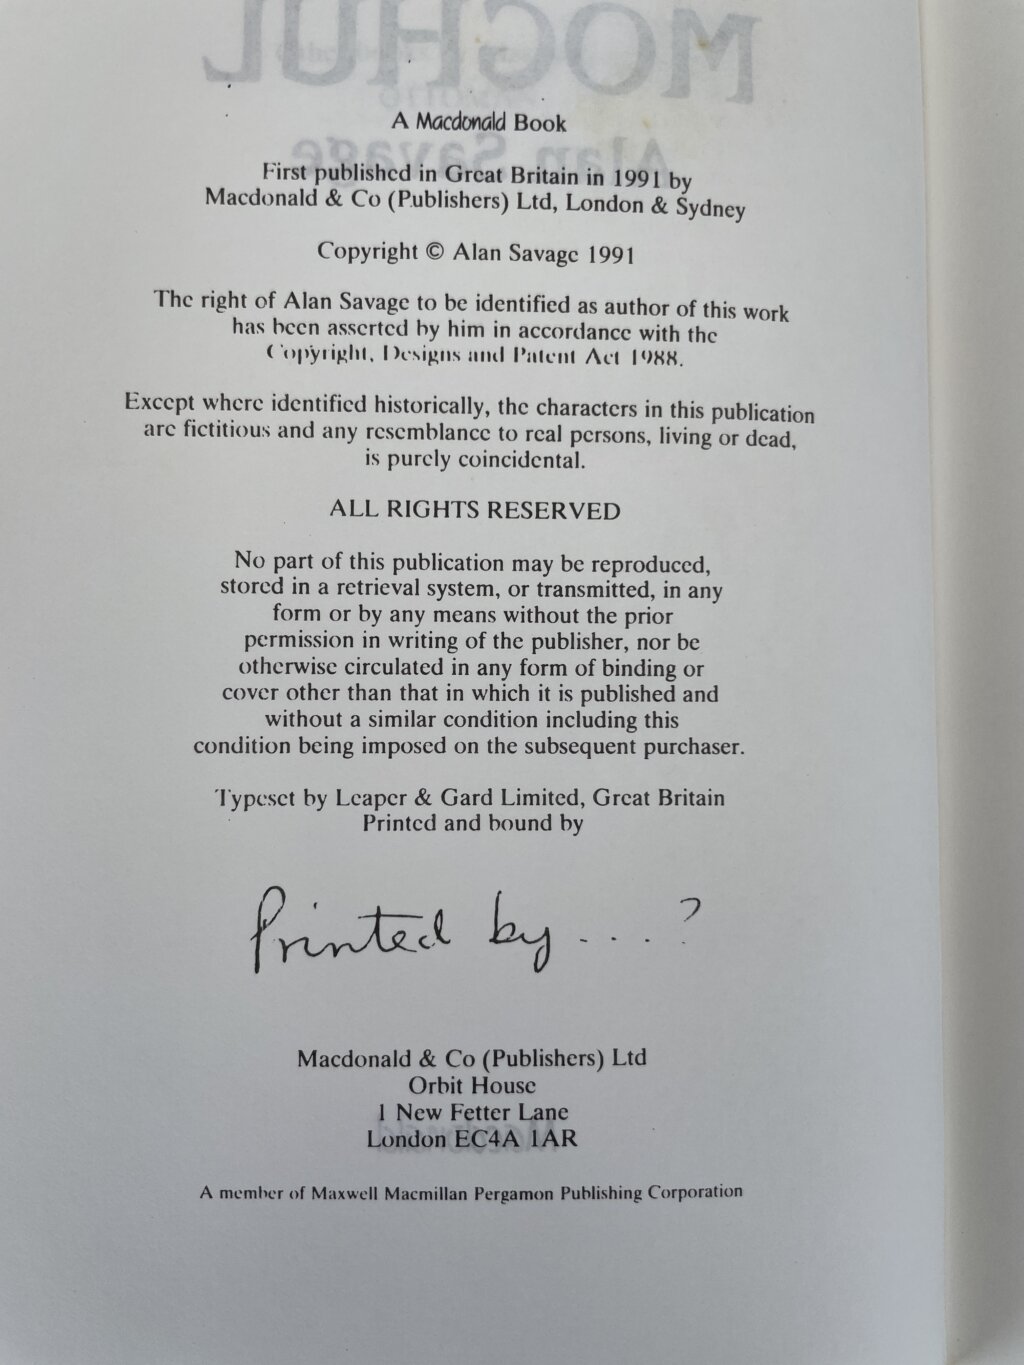 MOGHUL
A Macdonald Book
Alan Savage
First published in Great Britain in 1991 by
Macdonald & Co (Publishers) Ltd, London & Sydney
Copyright © Alan Savage 1991
The right of Alan Savage to be identified as author of this work
has been asserted by him in accordance with the
Copyright, Designs and Patent Act 1988.
Except where identified historically, the characters in this publication
are fictitious and any resemblance to real persons, living or dead,
is purely coincidental.
ALL RIGHTS RESERVED
No part of this publication may be reproduced,
stored in a retrieval system, or transmitted, in any
form or by any means without the prior
permission in writing of the publisher, nor be
otherwise circulated in any form of binding or
cover other than that in which it is published and
without a similar condition including this
condition being imposed on the subsequent purchaser.
Typeset by Leaper & Gard Limited, Great Britain
Printed and bound by
Printed by ... ?
Macdonald & Co (Publishers) Ltd
Orbit House
1 New Fetter Lane
London EC4A 1AR
Macdonald
A member of Maxwell Macmillan Pergamon Publishing Corporation